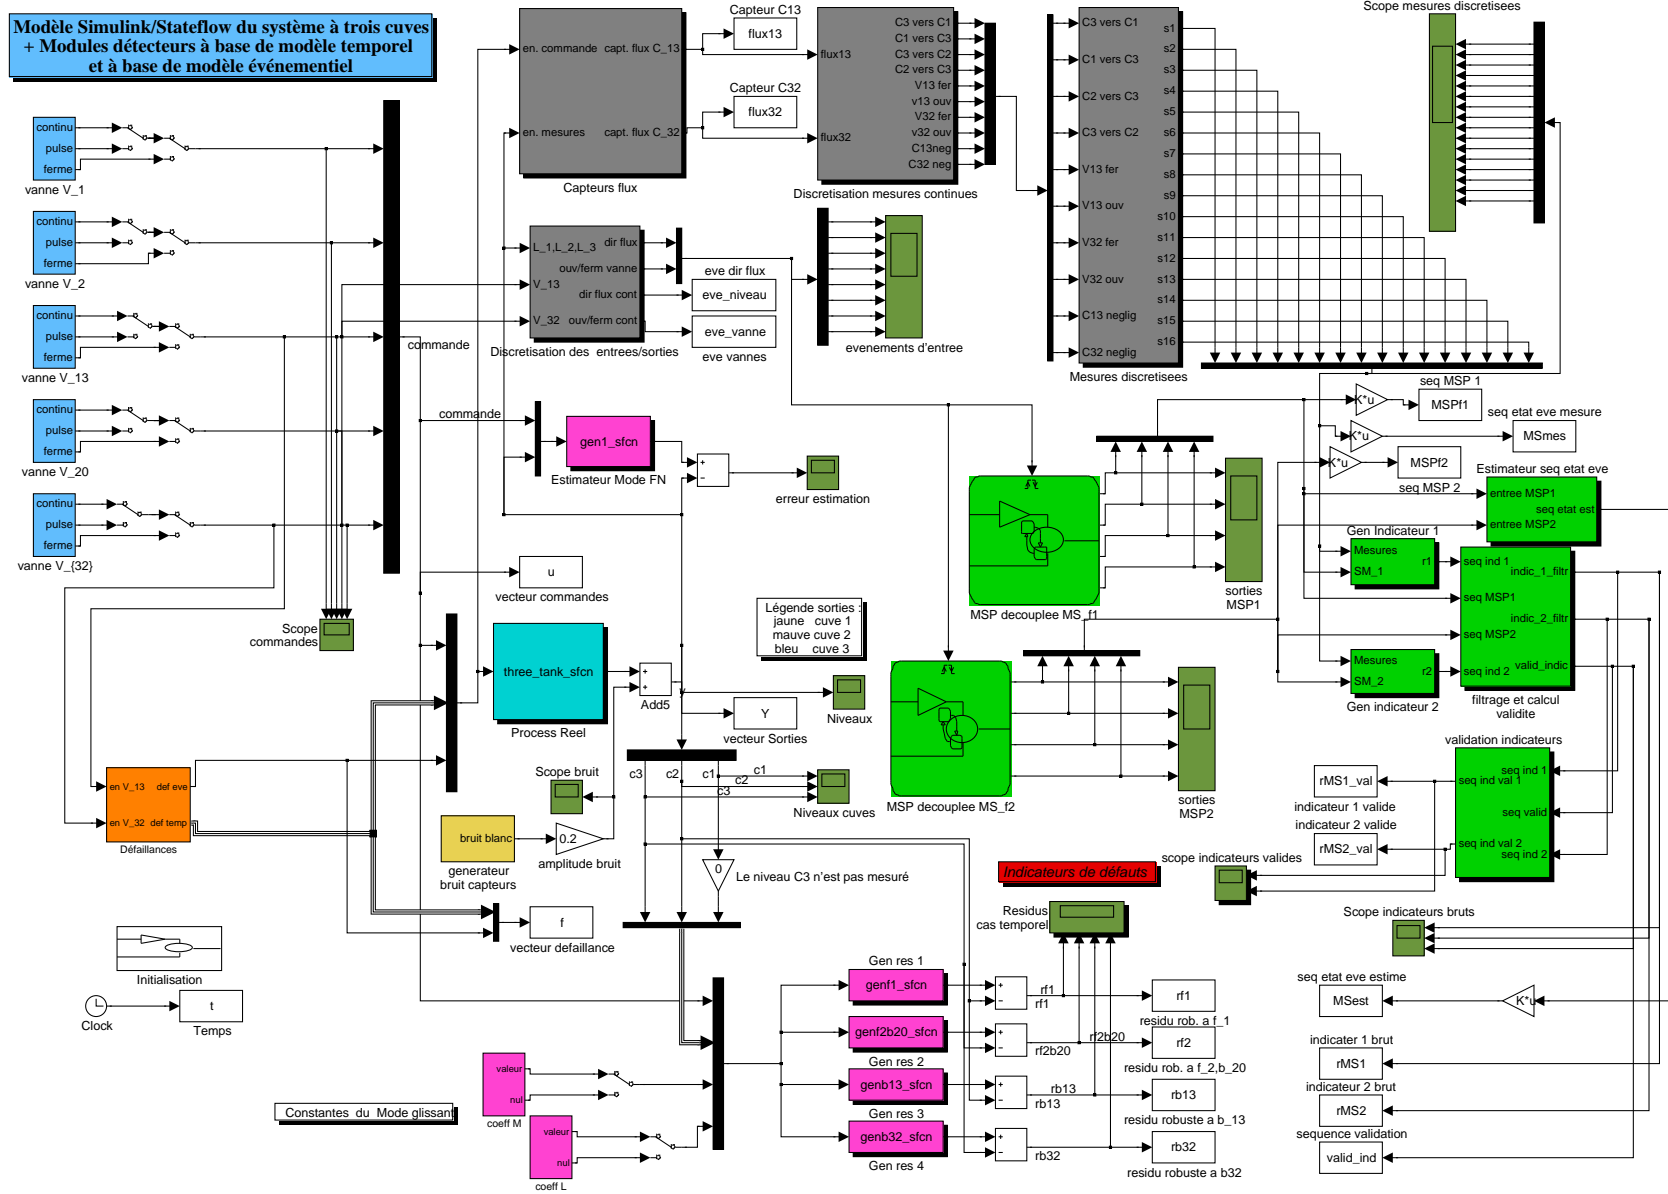 Modèle Simulink/Stateflow du système à trois cuves
+ Modules détecteurs à base de modèle temporel
et à base de modèle événementiel
continu
pulse
ferme
vanne V_1
continu
pulse
ferme
vanne V_2
continu
pulse
ferme
vanne V_13
continu
pulse
ferme
vanne V_20
continu
pulse
ferme
vanne V_{32}
Scope
commandes
commande
en. commande
capt. flux C_13
en. mesures
capt. flux C_32
Capteurs flux
Capteur C13
flux13
Capteur C32
flux32
flux13
flux32
C3 vers C1
C1 vers C3
C3 vers C2
C2 vers C3
V13 fer
v13 ouv
V32 fer
v32 ouv
C13neg
C32 neg
Discretisation mesures continues
C3 vers C1
C1 vers C3
C2 vers C3
C3 vers C2
V13 fer
V13 ouv
V32 fer
V32 ouv
C13 neglig
C32 neglig
s1
s2
s3
s4
s5
s6
s7
s8
s9
s10
s11
s12
s13
s14
s15
s16
Mesures discretisees
Scope mesures discretisees
L_1,L_2,L_3
V_13
V_32
dir flux
ouv/ferm vanne
dir flux cont
ouv/ferm cont
Discretisation des entrees/sorties
eve dir flux
eve_niveau
eve_vanne
eve vannes
evenements d'entree
commande
gen1_sfcn
Estimateur Mode FN
+
−
erreur estimation
u
vecteur commandes
three_tank_sfcn
Process Reel
+
+
Add5
Légende sorties :
jaune cuve 1
mauve cuve 2
bleu cuve 3
Niveaux
Y
vecteur Sorties
c3
c2
c1
c1
c2
c3
Niveaux cuves
Scope bruit
bruit blanc
generateur
bruit capteurs
0.2
amplitude bruit
0
Le niveau C3 n'est pas mesuré
en V_13
def eve
en V_32
def temp
Défaillances
f
vecteur defaillance
Initialisation
Clock
t
Temps
Constantes du Mode glissant
valeur
nul
coeff M
valeur
nul
coeff L
MSP decouplee MS_f1
sorties
MSP1
MSP decouplee MS_f2
sorties
MSP2
K*u
seq MSP 1
MSPf1
K*u
seq etat eve mesure
MSmes
K*u
MSPf2
seq MSP 2
Estimateur seq etat eve
entree MSP1
seq etat est
entree MSP2
Gen Indicateur 1
Mesures
r1
SM_1
Mesures
r2
SM_2
Gen indicateur 2
seq ind 1
indic_1_filtr
seq MSP1
indic_2_filtr
seq MSP2
valid_indic
seq ind 2
filtrage et calcul
validite
validation indicateurs
seq ind 1
seq ind val 1
seq valid
seq ind val 2
seq ind 2
rMS1_val
indicateur 1 valide
indicateur 2 valide
rMS2_val
scope indicateurs valides
Scope indicateurs bruts
Indicateurs de défauts
Residus
cas temporel
Gen res 1
genf1_sfcn
genf2b20_sfcn
Gen res 2
genb13_sfcn
Gen res 3
genb32_sfcn
Gen res 4
+
−
+
−
+
−
+
−
rf1
rf1
rf2b20
rf2b20
rb13
rb13
rb32
rf1
residu rob. a f_1
rf2
residu rob. a f_2,b_20
rb13
residu robuste a b_13
rb32
residu robuste a b32
seq etat eve estime
MSest
K*u
indicater 1 brut
rMS1
indicateur 2 brut
rMS2
sequence validation
valid_ind